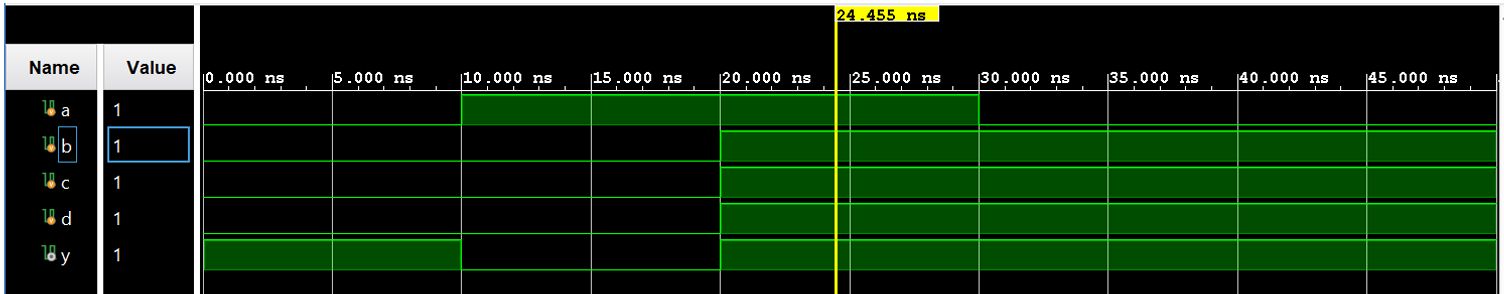 24.455 ns
Name Value
0.000 ns 5.000 ns 10.000 ns 15.000 ns 20.000 ns 25.000 ns 30.000 ns 35.000 ns 40.000 ns 45.000 ns
a 1
b 1
c 1
d 1
y 1